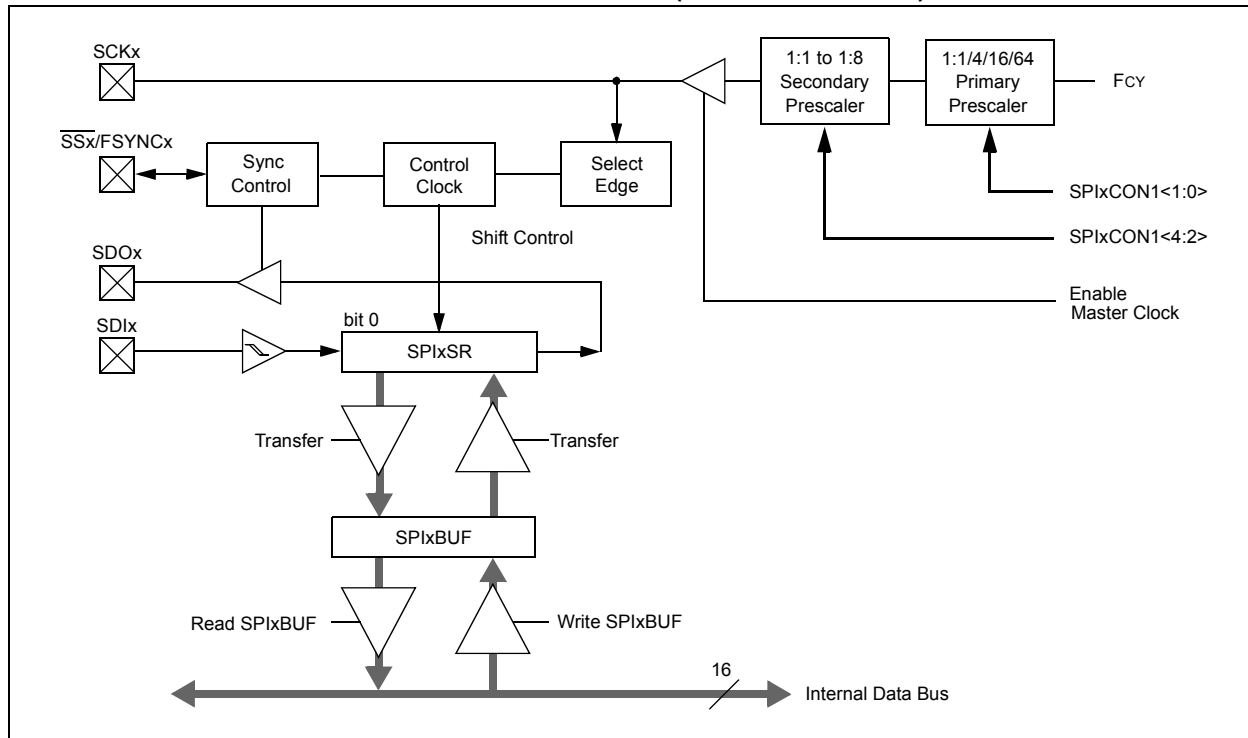 SCKx
1:1 to 1:8
Secondary
Prescaler
1:1/4/16/64
Primary
Prescaler
FCY
SSx/FSYNCx
Sync
Control
Control
Clock
Select
Edge
SPIxCON1<1:0>
Shift Control
SPIxCON1<4:2>
SDOx
Enable
Master Clock
bit 0
SDIx
SPIxSR
Transfer
Transfer
SPIxBUF
Read SPIxBUF
Write SPIxBUF
16
Internal Data Bus